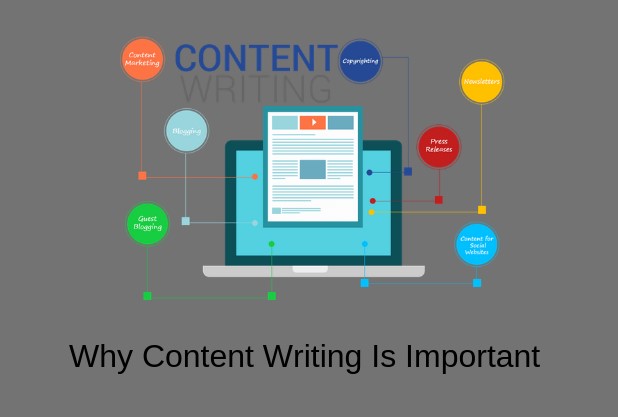 Content
Marketing
CONTENT
WRITING
Copyrighting
Newsletters
Blogging
Press
Releases
Guest
Blogging
Content for
Social
Websites
Why Content Writing Is Important